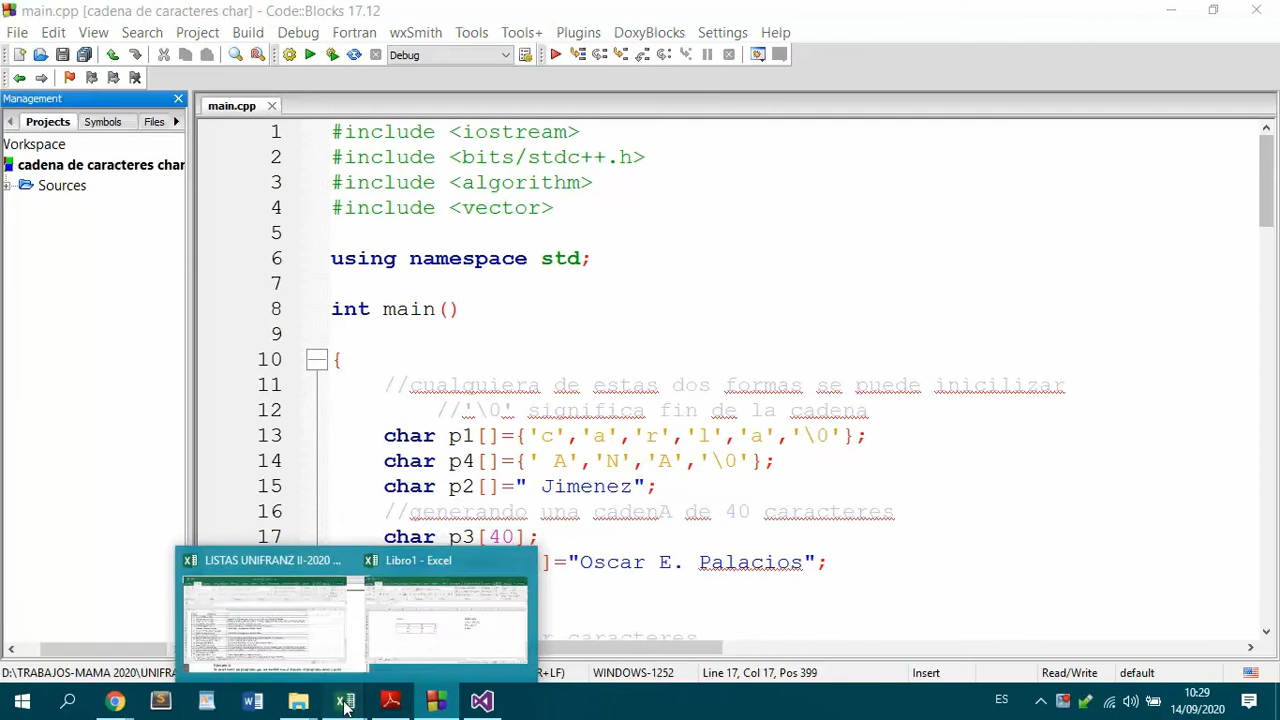 main.cpp [cadena de caracteres char] - Code::Blocks 17.12
File Edit View Search Project Build Debug Fortran wxSmith Tools Tools+ Plugins DoxyBlocks Settings Help
Debug
Management
main.cpp
Projects Symbols Files
Workspace
cadena de caracteres char
Sources
1 #include <iostream>
2 #include <bits/stdc++.h>
3 #include <algorithm>
4 #include <vector>
5
6 using namespace std;
7
8 int main()
9
10 {
11 //cualquiera de estas dos formas se puede inicilizar
12 //'\0' significa fin de la cadena
13 char p1[]={'c','a','r','l','a','\0'};
14 char p4[]={' A','N','A','\0'};
15 char p2[]=" Jimenez";
16 //generando una cadenA de 40 caracteres
17 char p3[40];
]="Oscar E. Palacios";
caracteres
LISTAS UNIFRANZ II-2020 ...
Libro1 - Excel
D:\TRABAJOS-MAMA 2020\UNIFRA
+LF)
WINDOWS-1252
Line 17, Col 17, Pos 399
Insert
Read/Write
default
ES
10:29
14/09/2020